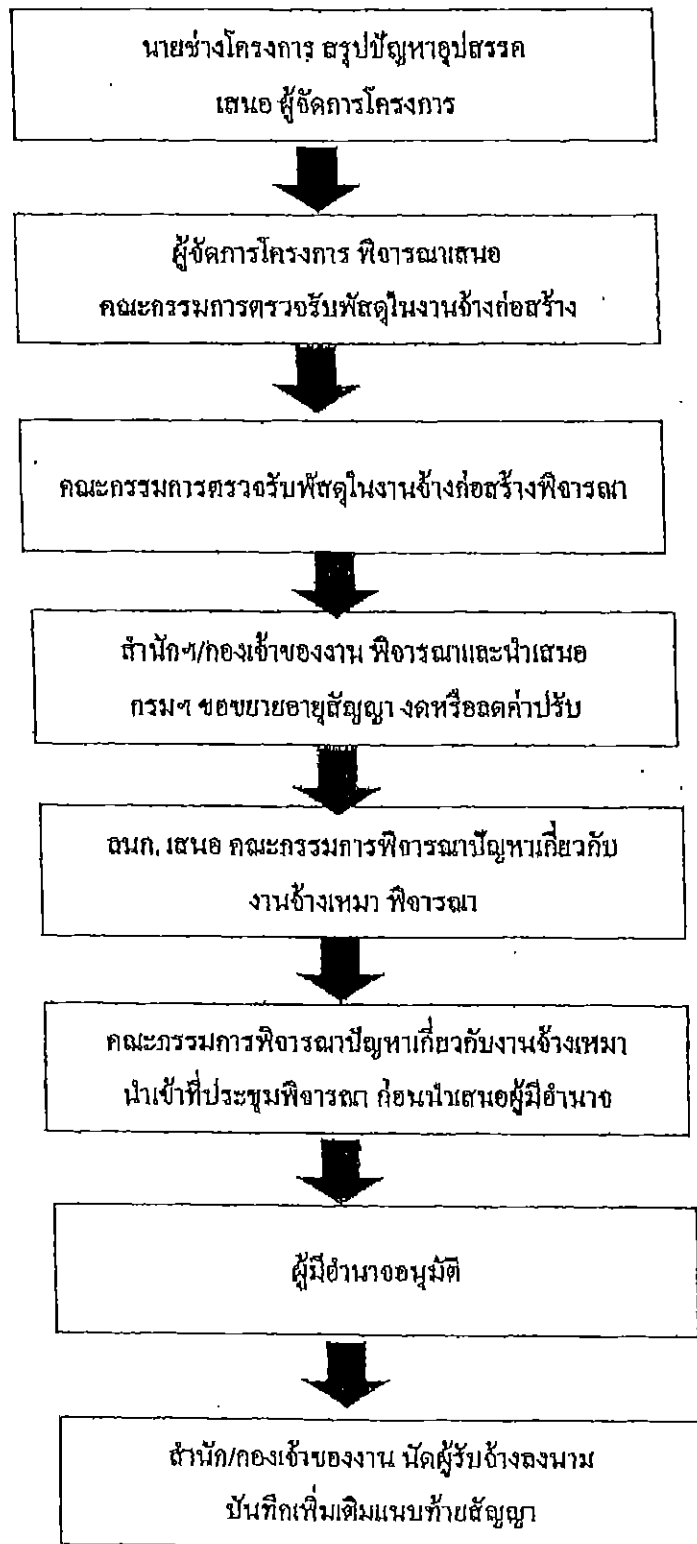 นายช่างโครงการ สรุปปัญหาอุปสรรค
เสนอ ผู้จัดการโครงการ
ผู้จัดการโครงการ พิจารณาเสนอ
คณะกรรมการตรวจรับพัสดุในงานจ้างก่อสร้าง
คณะกรรมการตรวจรับพัสดุในงานจ้างก่อสร้างพิจารณา
สำนักฯ/กองเจ้าของงาน พิจารณาและนำเสนอ
กรมฯ ขอขยายอายุสัญญา งดหรือลดค่าปรับ
ลนก. เสนอ คณะกรรมการพิจารณาปัญหาเกี่ยวกับ
งานจ้างเหมา พิจารณา
คณะกรรมการพิจารณาปัญหาเกี่ยวกับงานจ้างเหมา
นำเข้าที่ประชุมพิจารณา ก่อนนำเสนอผู้มีอำนาจ
ผู้มีอำนาจอนุมัติ
สำนัก/กองเจ้าของงาน นัดผู้รับจ้างลงนาม
บันทึกเพิ่มเติมแนบท้ายสัญญา